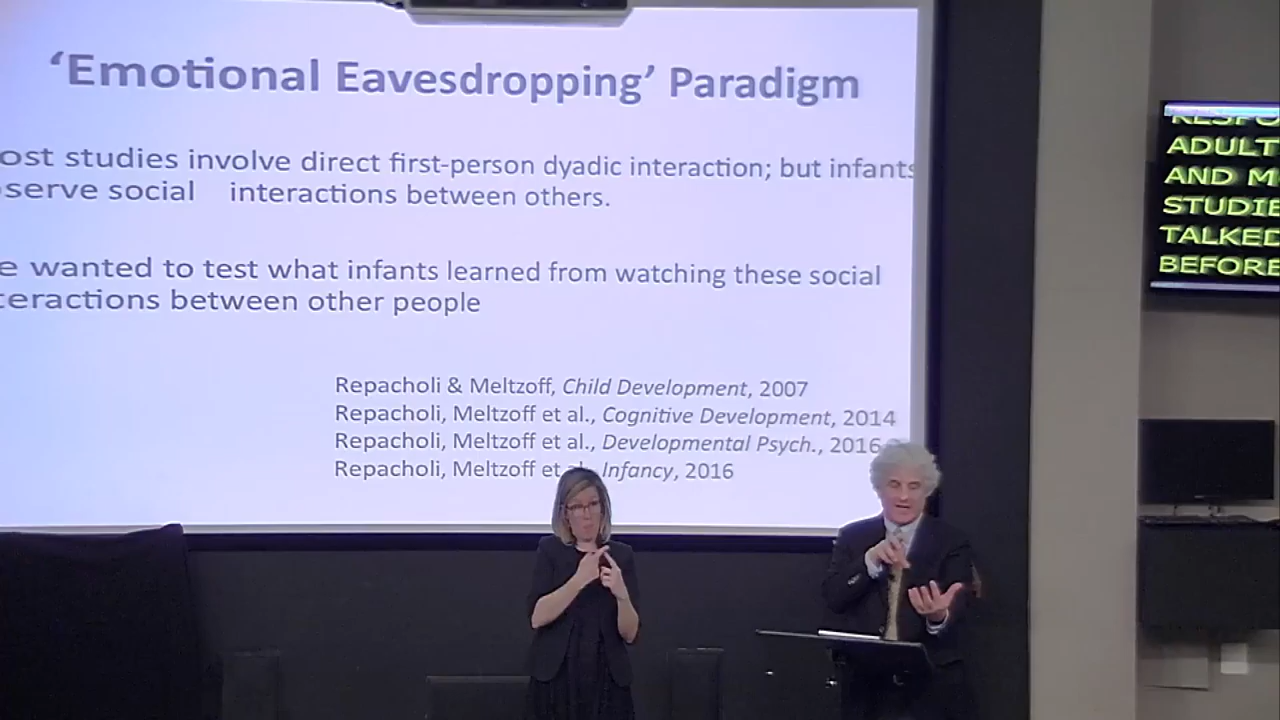 ‘Emotional Eavesdropping’ Paradigm
ost studies involve direct first-person dyadic interaction; but infants
serve social interactions between others.
e wanted to test what infants learned from watching these social
teractions between other people
Repacholi & Meltzoff, Child Development, 2007
Repacholi, Meltzoff et al., Cognitive Development, 2014
Repacholi, Meltzoff et al., Developmental Psych., 2016
Repacholi, Meltzoff et Infancy, 2016
ADULT
AND M
STUDIE
TALKED
BEFORE